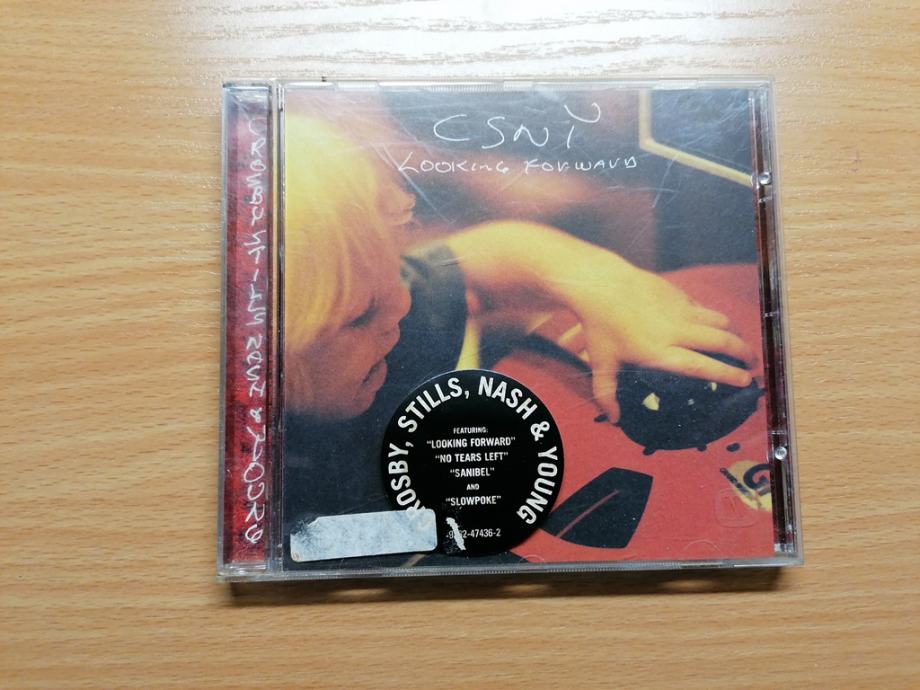 CROSBY STILLS NASH & YOUNG
CSNY
LOOKING FORWARD
CROSBY, STILLS, NASH & YOUNG
FEATURING:
"LOOKING FORWARD"
"NO TEARS LEFT"
"SANIBEL"
AND
"SLOWPOKE"
47436-2
G